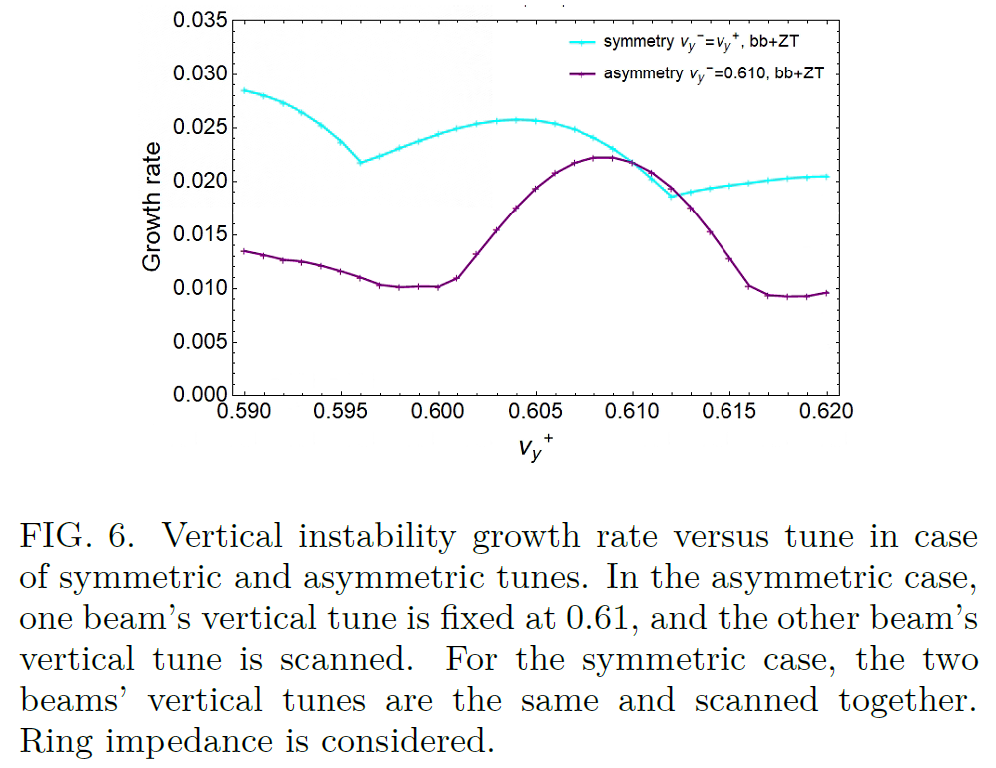 0.035
symmetry νy⁻=νy⁺, bb+ZT
0.030
asymmetry νy⁻=0.610, bb+ZT
0.025
0.020
Growth rate
0.015
0.010
0.005
0.000
0.590 0.595 0.600 0.605 0.610 0.615 0.620
νy⁺
FIG. 6. Vertical instability growth rate versus tune in case
of symmetric and asymmetric tunes. In the asymmetric case,
one beam's vertical tune is fixed at 0.61, and the other beam's
vertical tune is scanned. For the symmetric case, the two
beams' vertical tunes are the same and scanned together.
Ring impedance is considered.